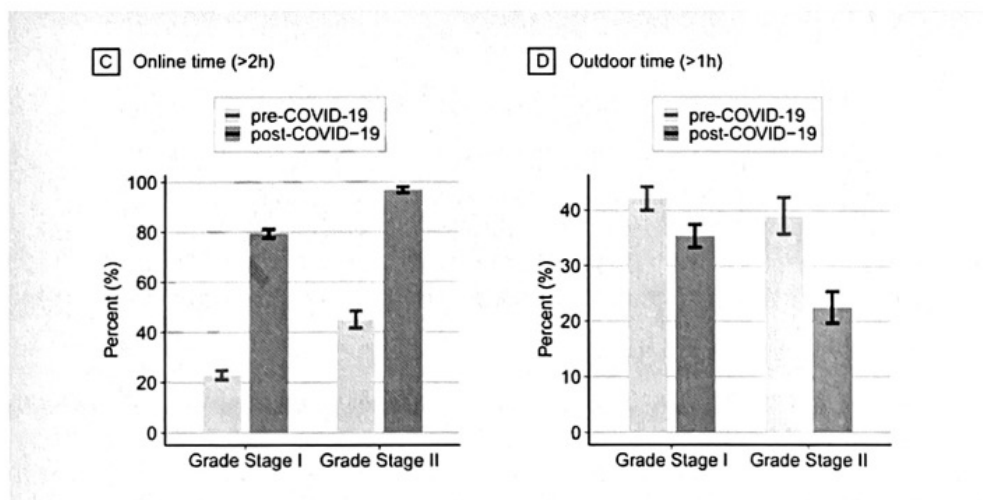 C Online time (>2h)
pre-COVID-19
post-COVID-19
Percent (%)
100
80
60
40
20
0
Grade Stage I Grade Stage II
D Outdoor time (>1h)
pre-COVID-19
post-COVID-19
Percent (%)
40
30
20
10
0
Grade Stage I Grade Stage II